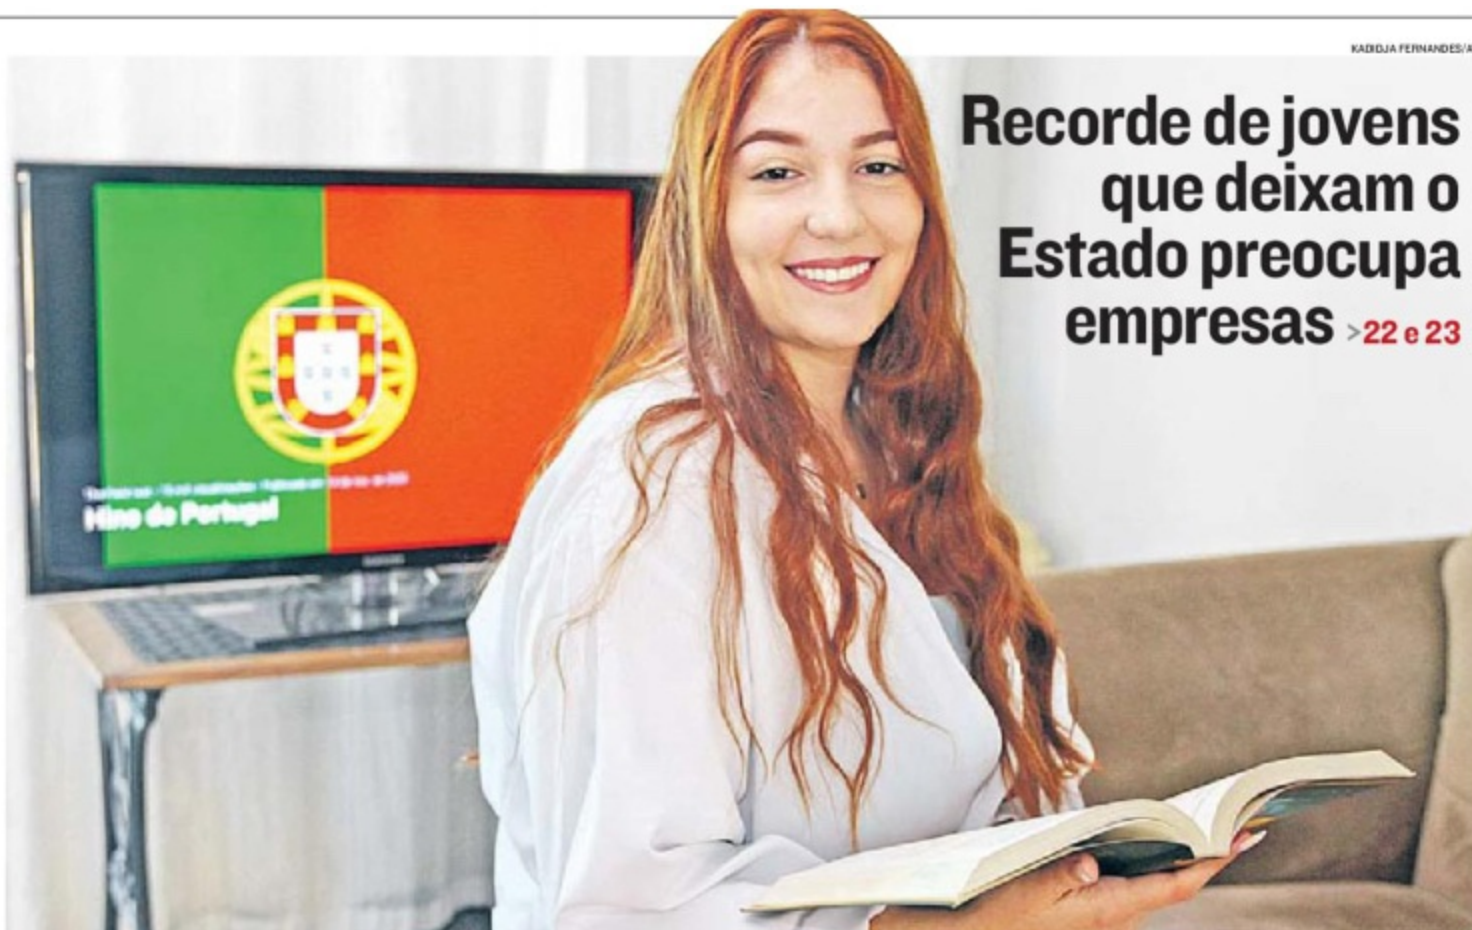 KADIDJA FERNANDES/A
Recorde de jovens
que deixam o
Estado preocupa
empresas >22 e 23
Hino de Portugal